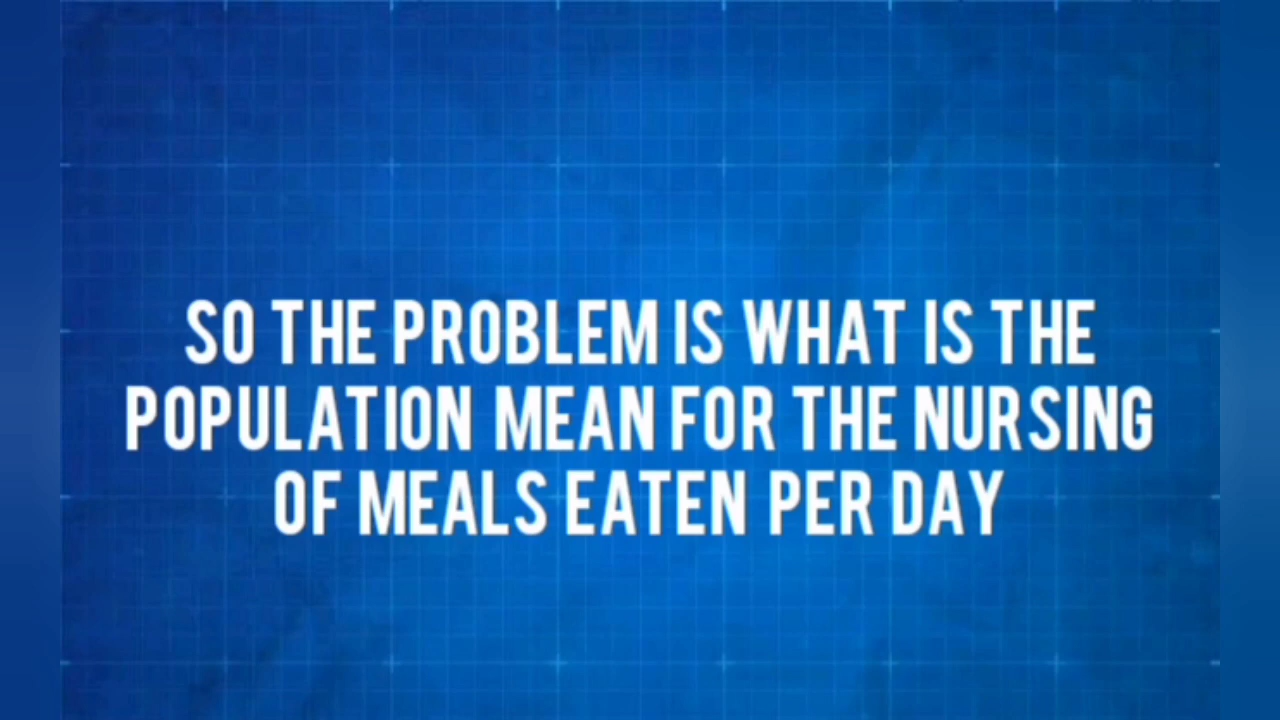 SO THE PROBLEM IS WHAT IS THE
POPULATION MEAN FOR THE NURSING
OF MEALS EATEN PER DAY